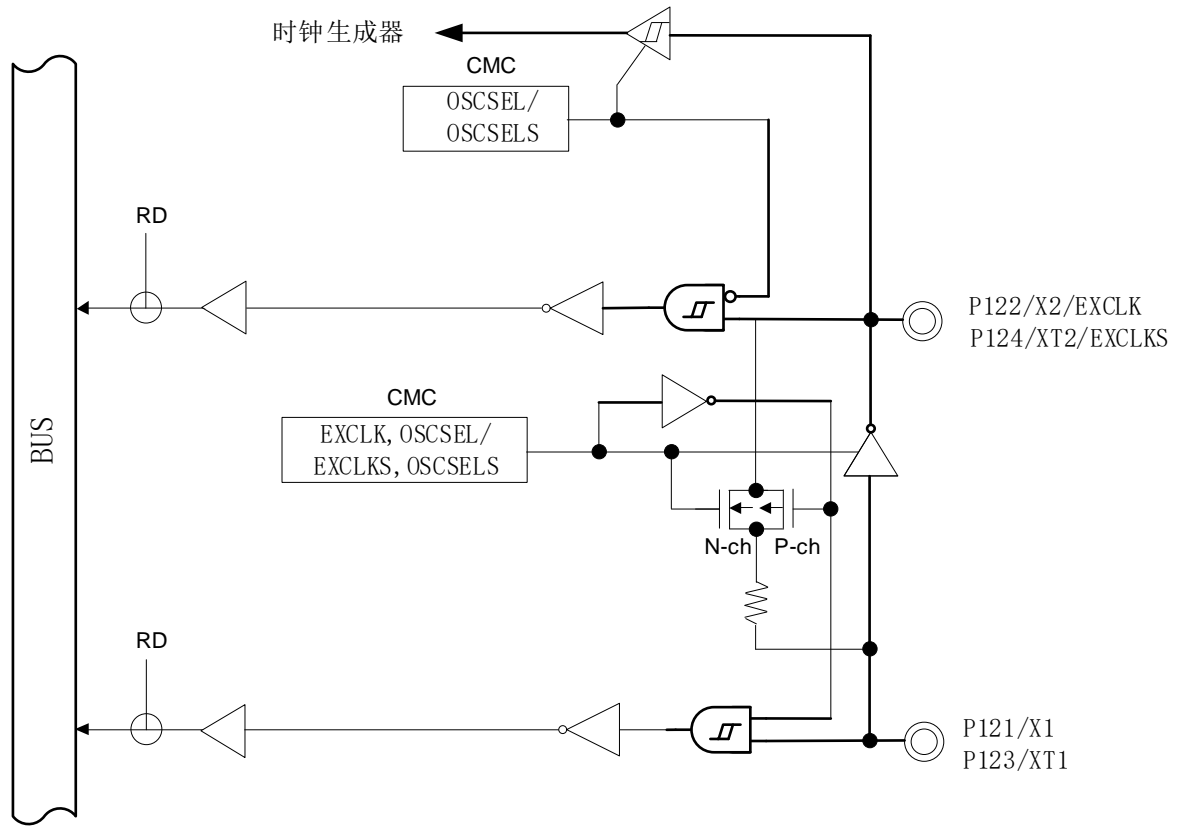 时钟生成器
CMC
OSCSEL/
OSCSELS
RD
P122/X2/EXCLK
P124/XT2/EXCLKS
CMC
EXCLK, OSCSEL/
EXCLKS, OSCSELS
BUS
N-ch
P-ch
RD
P121/X1
P123/XT1